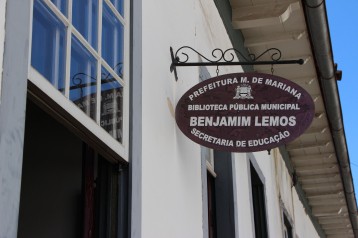 PREFEITURA M. DE MARIANA
BIBLIOTECA PÚBLICA MUNICIPAL
BENJAMIM LEMOS
SECRETARIA DE EDUCAÇÃO